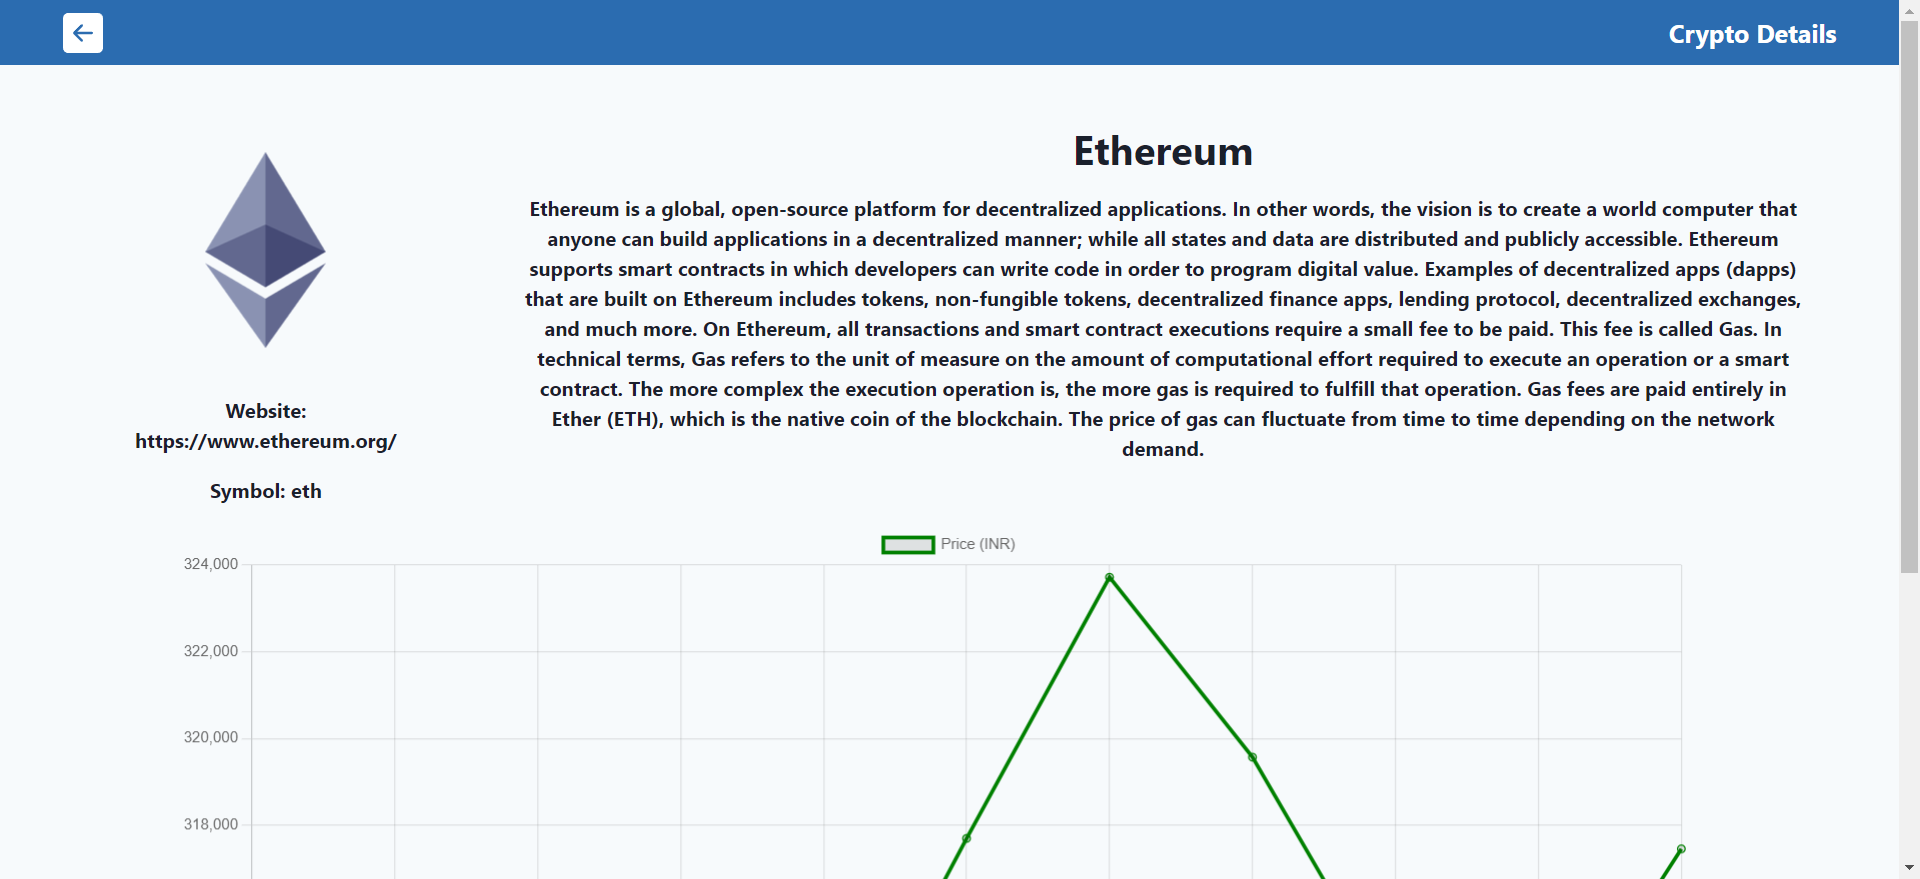 Crypto Details
Ethereum
Ethereum is a global, open-source platform for decentralized applications. In other words, the vision is to create a world computer that
anyone can build applications in a decentralized manner; while all states and data are distributed and publicly accessible. Ethereum
supports smart contracts in which developers can write code in order to program digital value. Examples of decentralized apps (dapps)
that are built on Ethereum includes tokens, non-fungible tokens, decentralized finance apps, lending protocol, decentralized exchanges,
and much more. On Ethereum, all transactions and smart contract executions require a small fee to be paid. This fee is called Gas. In
technical terms, Gas refers to the unit of measure on the amount of computational effort required to execute an operation or a smart
contract. The more complex the execution operation is, the more gas is required to fulfill that operation. Gas fees are paid entirely in
Ether (ETH), which is the native coin of the blockchain. The price of gas can fluctuate from time to time depending on the network
demand.
Website:
https://www.ethereum.org/
Symbol: eth
Price (INR)
324,000
322,000
320,000
318,000